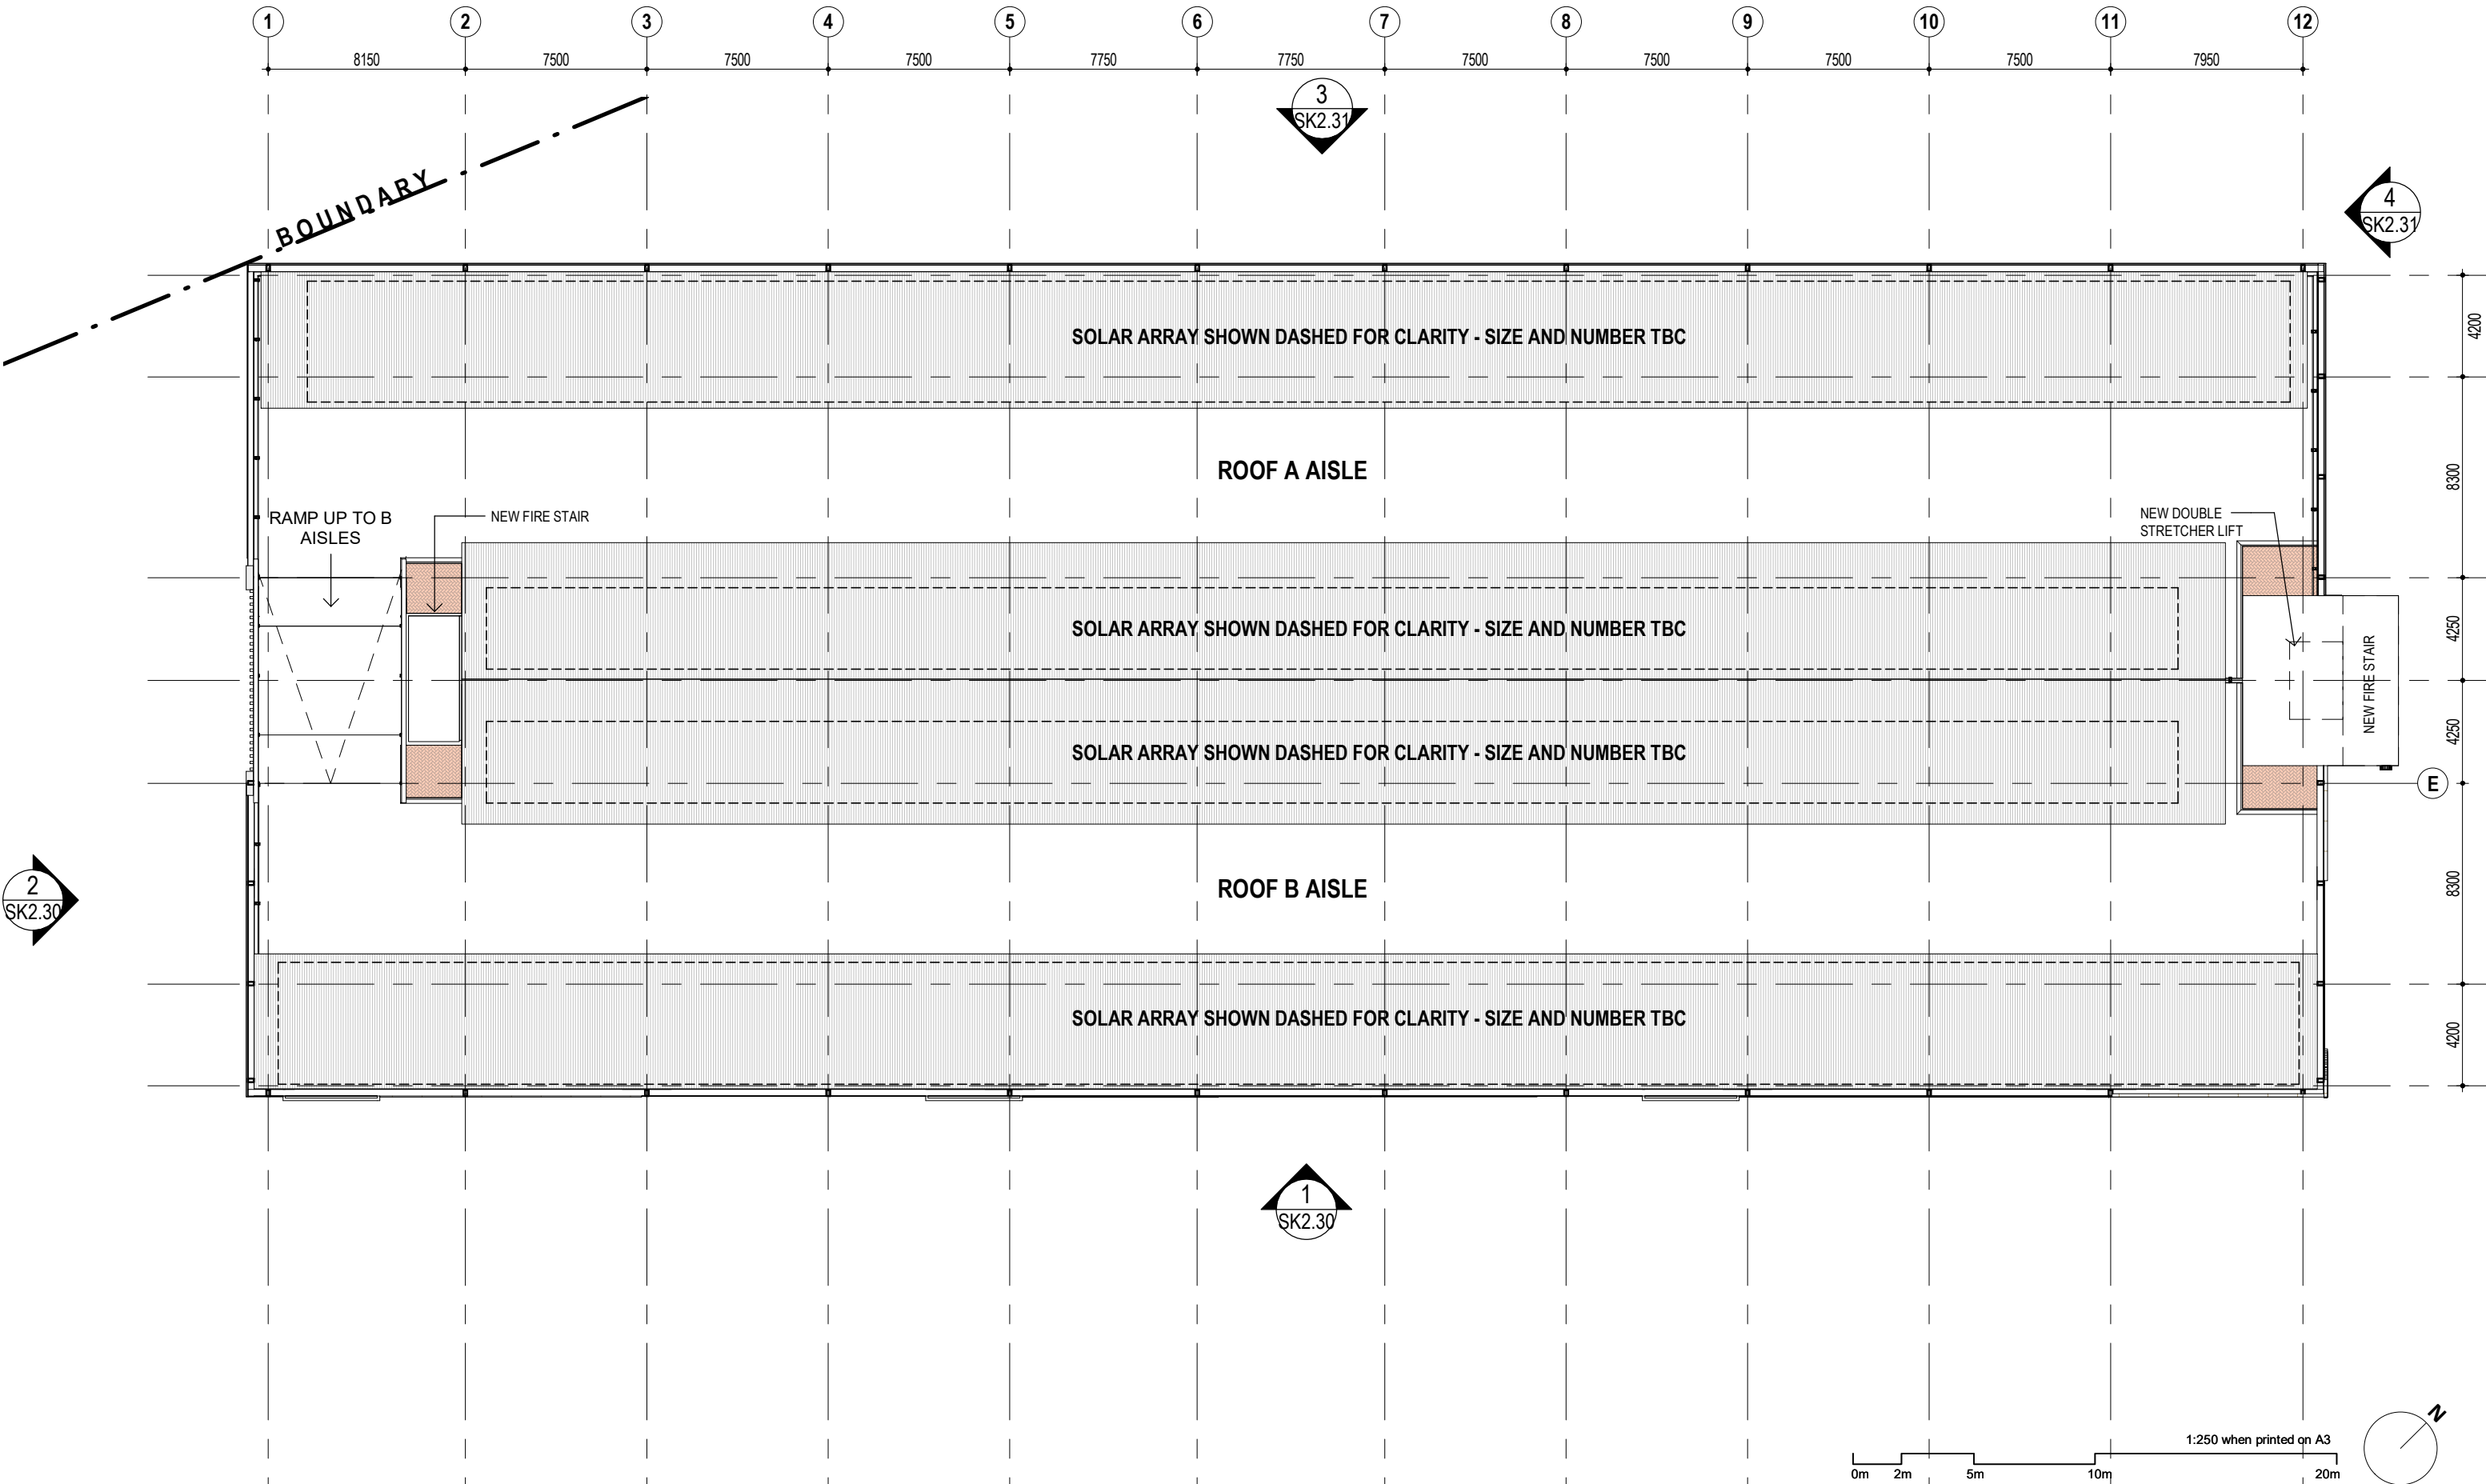 1 2 3 4 5 6 7 8 9 10 11 12
8150 7500 7500 7500 7750 7750 7500 7500 7500 7500 7950
3
SK2.31
BOUNDARY
4
SK2.31
4200
SOLAR ARRAY SHOWN DASHED FOR CLARITY - SIZE AND NUMBER TBC
ROOF A AISLE
8300
RAMP UP TO B
AISLES
NEW FIRE STAIR
NEW DOUBLE
STRETCHER LIFT
SOLAR ARRAY SHOWN DASHED FOR CLARITY - SIZE AND NUMBER TBC
4250
NEW FIRE STAIR
SOLAR ARRAY SHOWN DASHED FOR CLARITY - SIZE AND NUMBER TBC
4250
E
2
SK2.30
ROOF B AISLE
8300
SOLAR ARRAY SHOWN DASHED FOR CLARITY - SIZE AND NUMBER TBC
4200
1
SK2.30
N
1:250 when printed on A3
0m 2m 5m 10m 20m